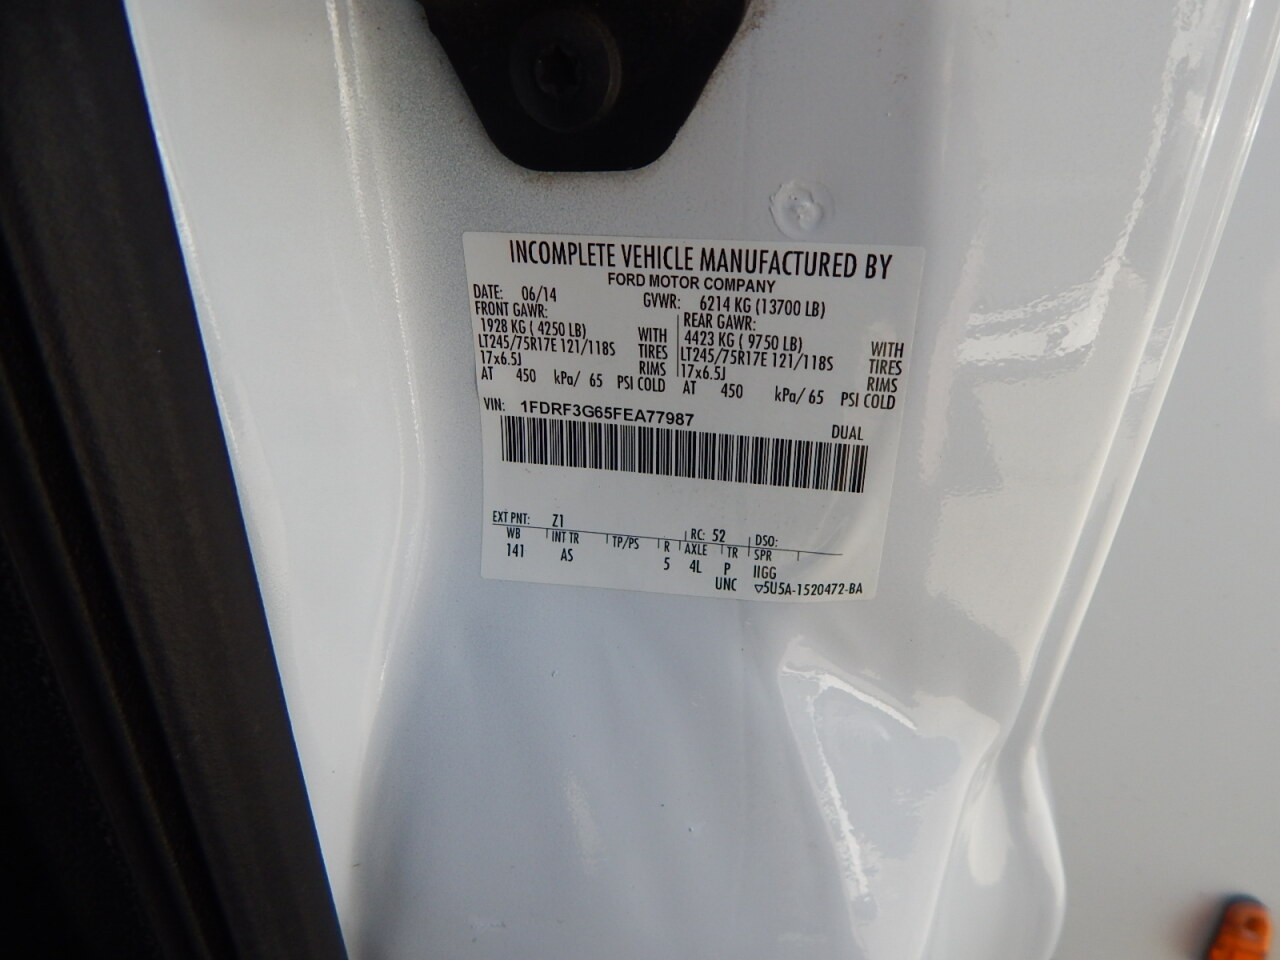 INCOMPLETE VEHICLE MANUFACTURED BY
FORD MOTOR COMPANY
DATE: 06/14 GVWR: 6214 KG (13700 LB)
FRONT GAWR: REAR GAWR:
1928 KG ( 4250 LB) WITH 4423 KG ( 9750 LB) WITH
LT245/75R17E 121/118S TIRES LT245/75R17E 121/118S TIRES
17x6.5J RIMS 17x6.5J RIMS
AT 450 kPa/ 65 PSI COLD AT 450 kPa/ 65 PSI COLD
VIN: 1FDRF3G65FEA77987
DUAL
EXT PNT: Z1 RC: 52 DSO:
WB INT TR TP/PS R AXLE TR SPR
141 AS 5 4L P IIGG
UNC ▽5U5A-1520472-BA